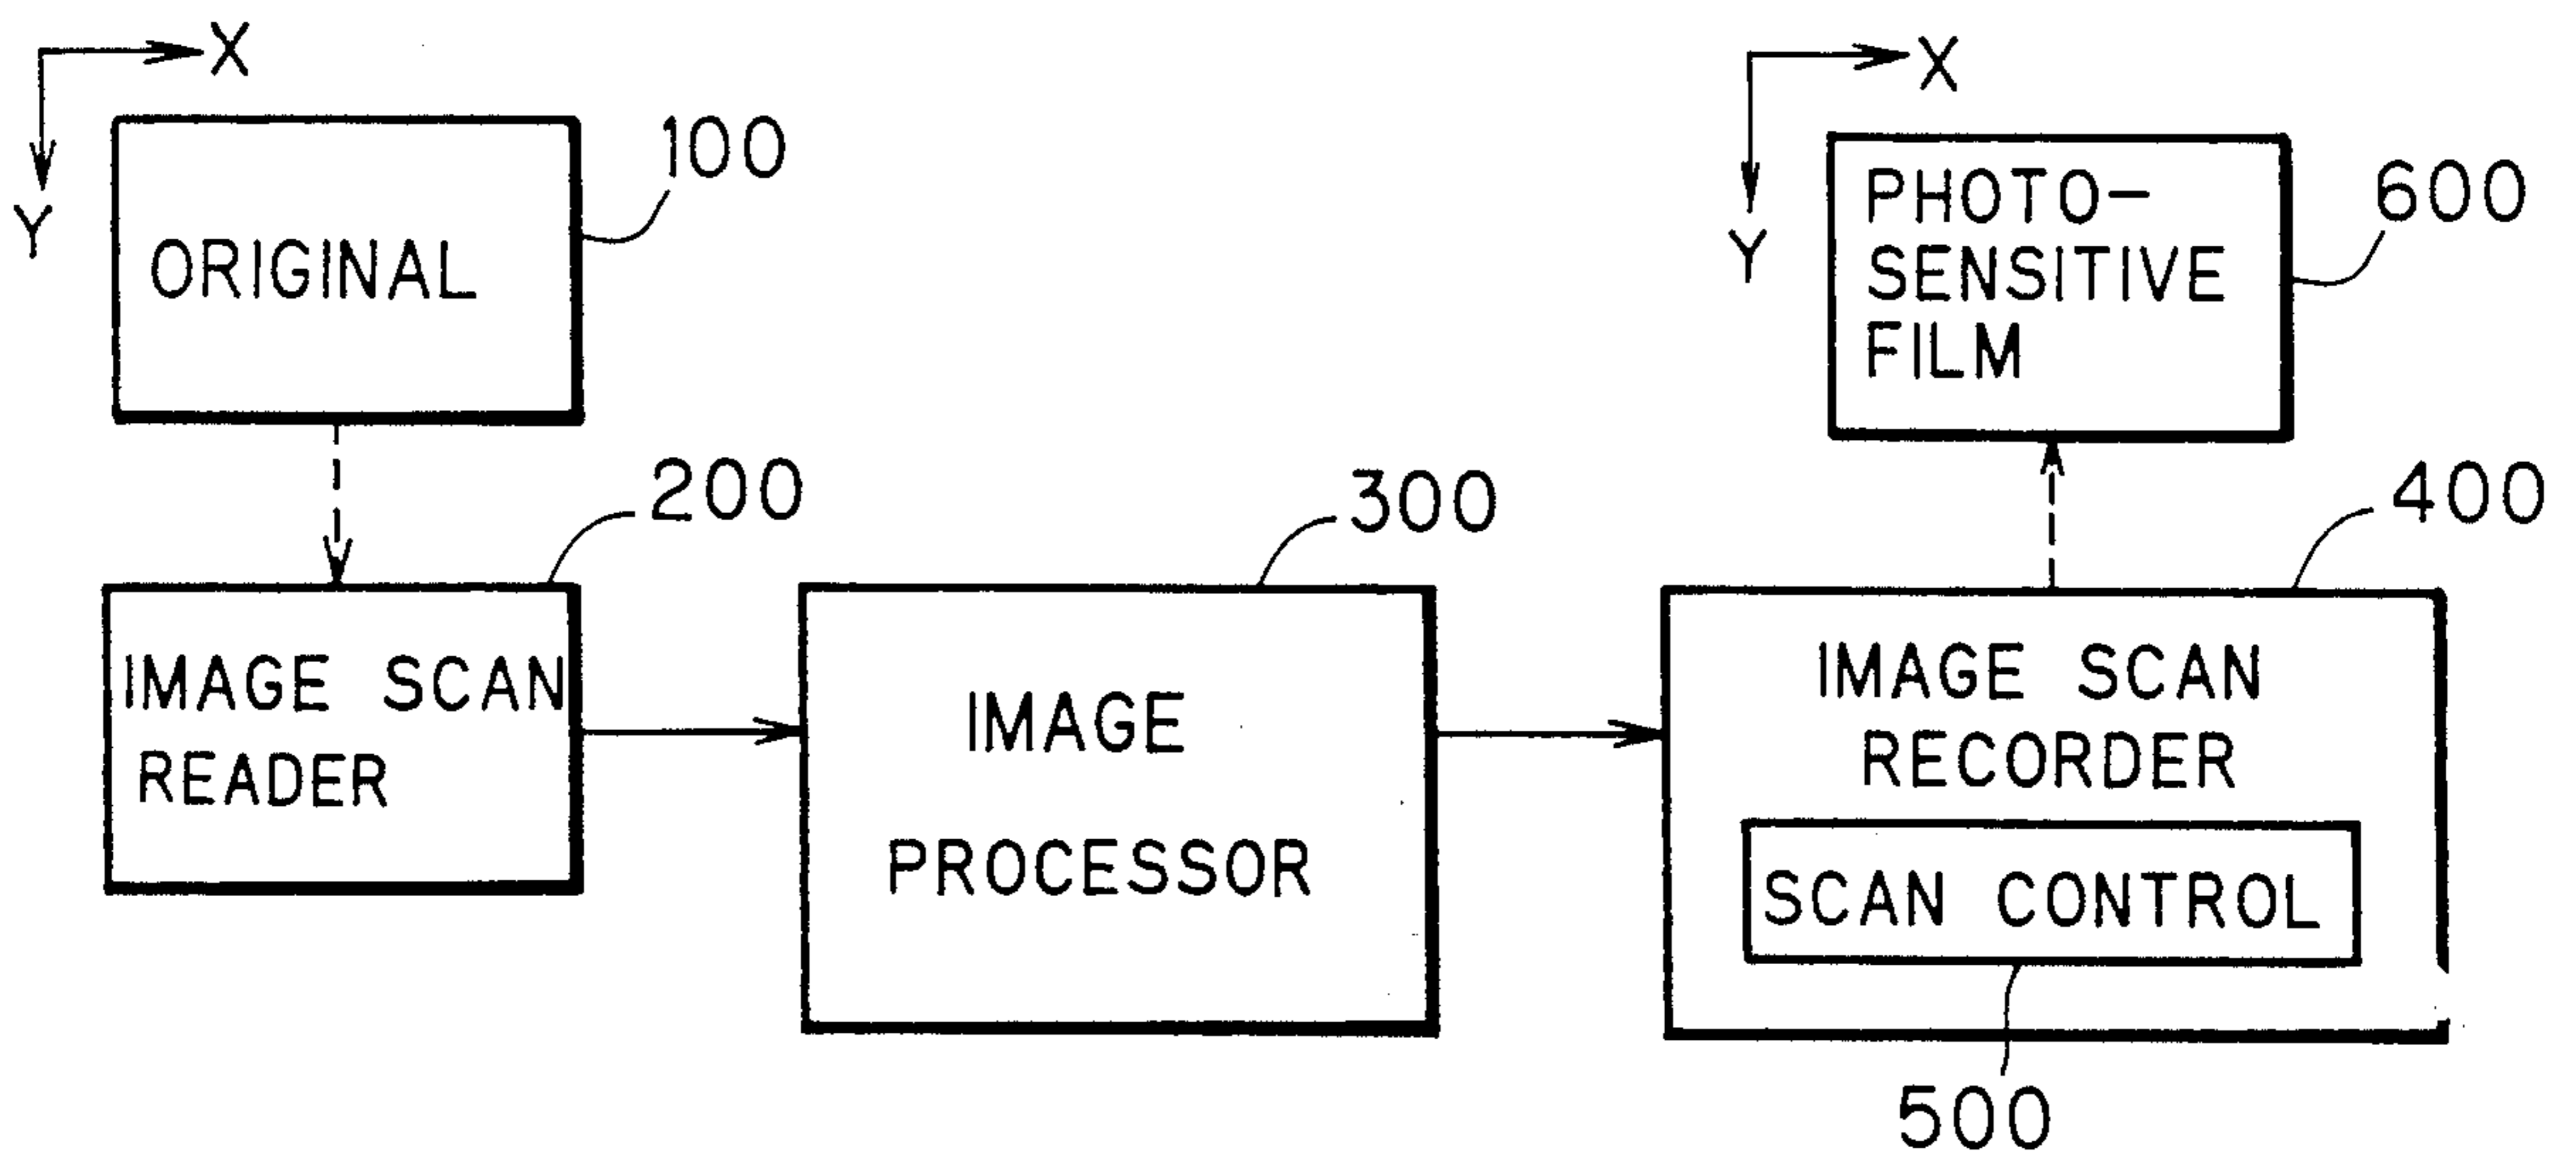 X
Y
ORIGINAL
100
X
Y
PHOTO-
SENSITIVE
FILM
600
200
IMAGE SCAN
READER
300
IMAGE
PROCESSOR
400
IMAGE SCAN
RECORDER
SCAN CONTROL
500